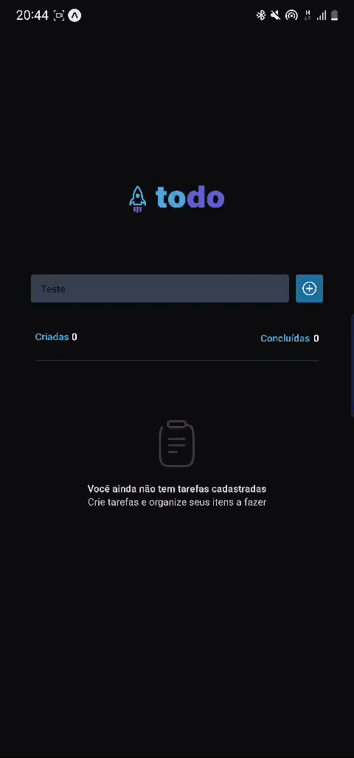 20:44
todo
Teste
Criadas 0
Concluídas 0
Você ainda não tem tarefas cadastradas
Crie tarefas e organize seus itens a fazer